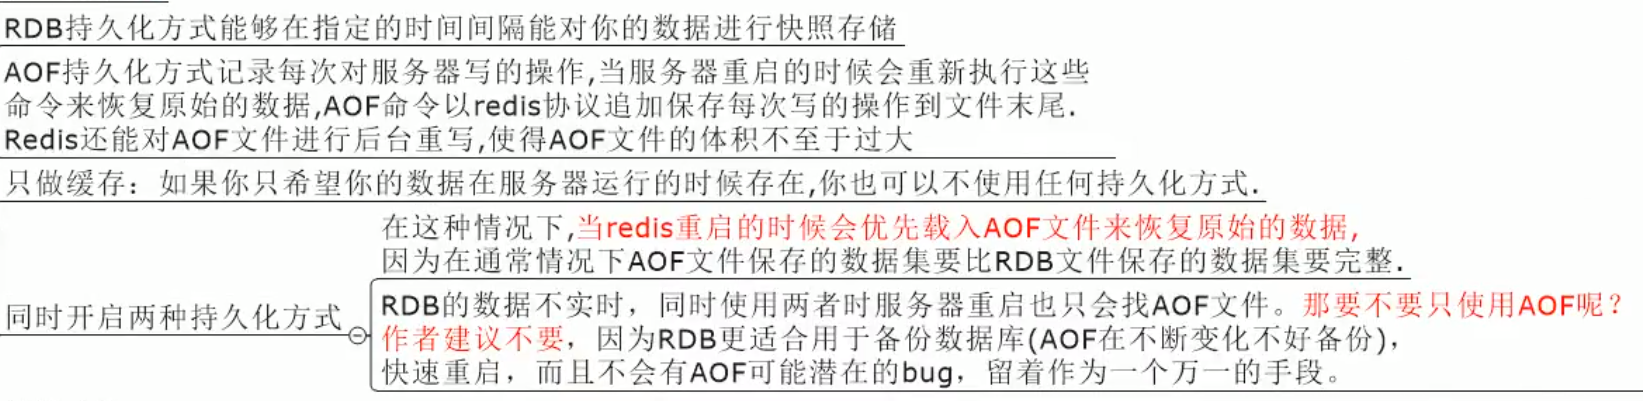 RDB持久化方式能够在指定的时间间隔能对你的数据进行快照存储
AOF持久化方式记录每次对服务器写的操作,当服务器重启的时候会重新执行这些
命令来恢复原始的数据,AOF命令以redis协议追加保存每次写的操作到文件末尾.
Redis还能对AOF文件进行后台重写,使得AOF文件的体积不至于过大
只做缓存：如果你只希望你的数据在服务器运行的时候存在,你也可以不使用任何持久化方式.
同时开启两种持久化方式
在这种情况下,当redis重启的时候会优先载入AOF文件来恢复原始的数据,
因为在通常情况下AOF文件保存的数据集要比RDB文件保存的数据集要完整.
RDB的数据不实时，同时使用两者时服务器重启也只会找AOF文件。那要不要只使用AOF呢？
作者建议不要，因为RDB更适合用于备份数据库(AOF在不断变化不好备份)，
快速重启，而且不会有AOF可能潜在的bug，留着作为一个万一的手段。